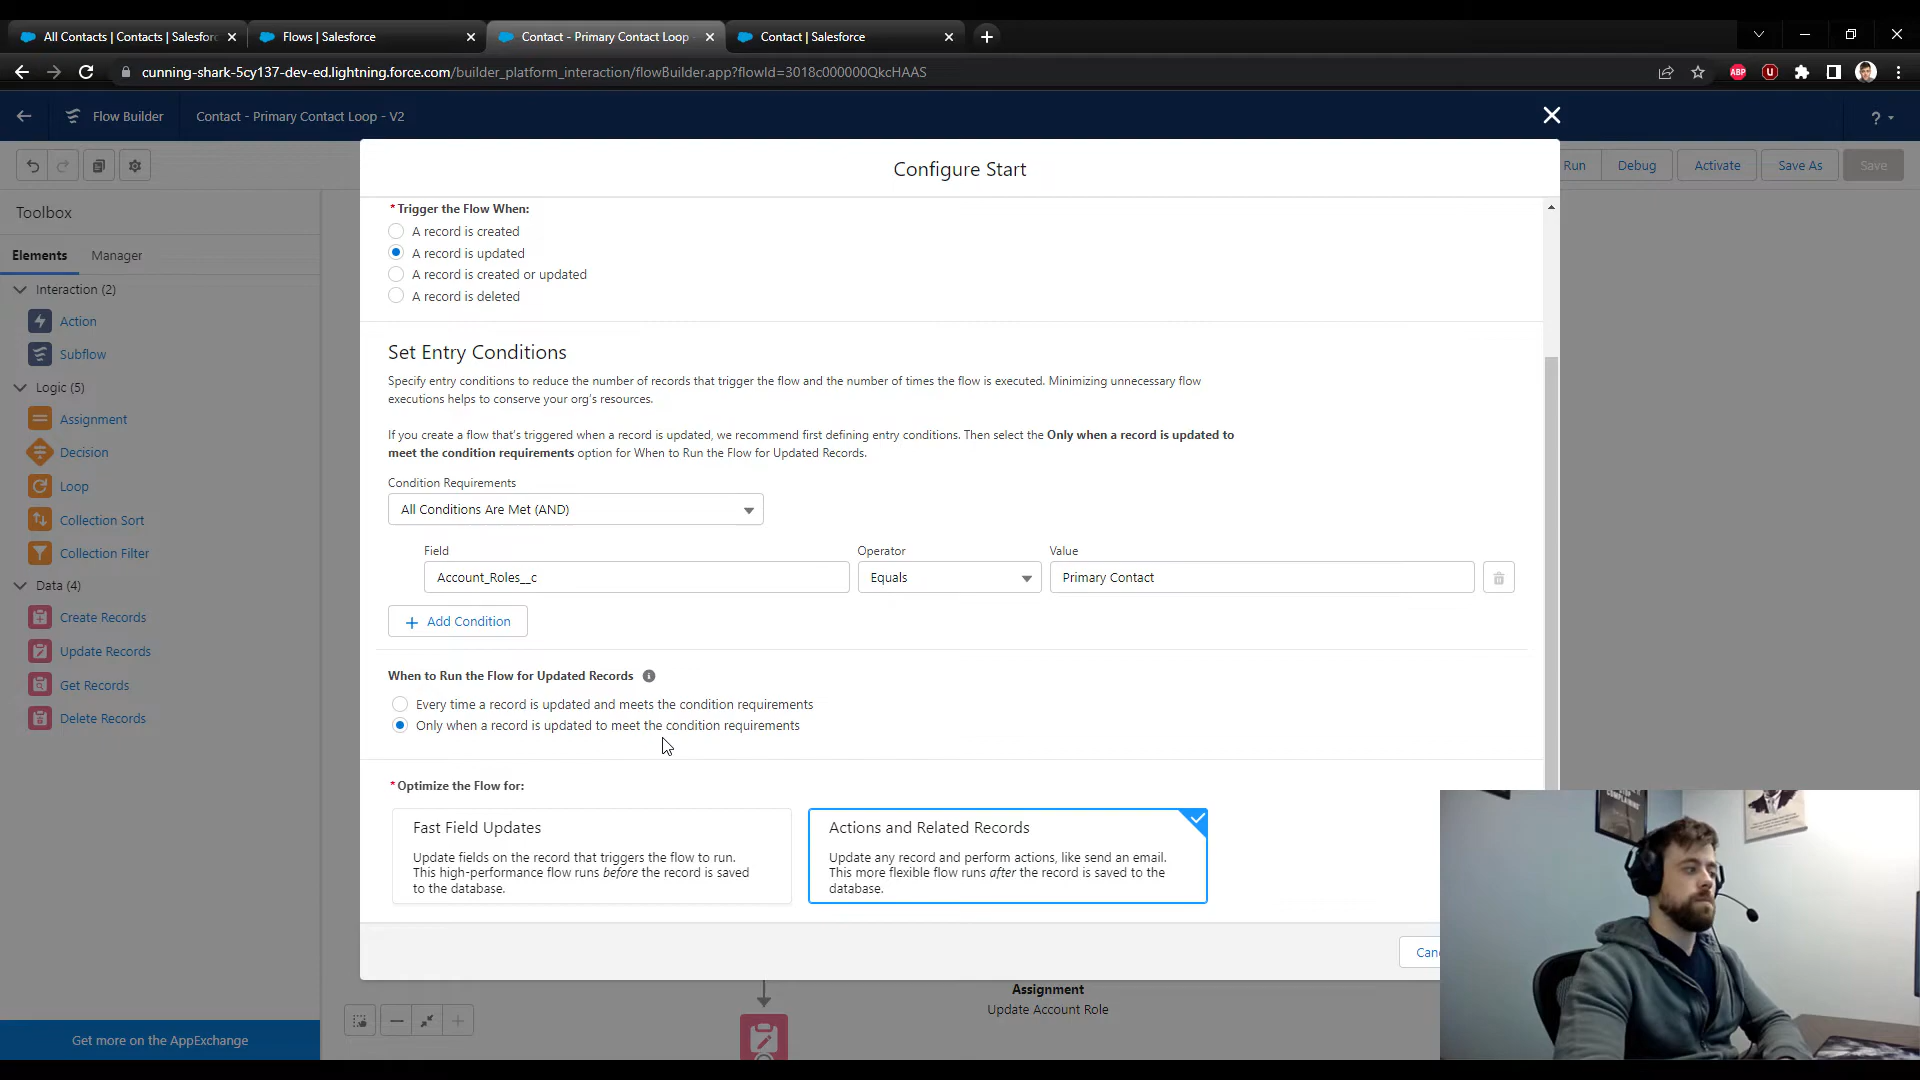 All Contacts | Contacts | Salesfor
Flows | Salesforce
Contact - Primary Contact Loop
Contact | Salesforce
cunning-shark-5cy137-dev-ed.lightning.force.com/builder_platform_interaction/flowBuilder.app?flowId=3018c000000QkcHAAS
ABP
Flow Builder
Contact - Primary Contact Loop - V2
?
Configure Start
Run
Debug
Activate
Save As
Save
Toolbox
Elements
Manager
Interaction (2)
Action
Subflow
Logic (5)
Assignment
Decision
Loop
Collection Sort
Collection Filter
Data (4)
Create Records
Update Records
Get Records
Delete Records
Get more on the AppExchange
* Trigger the Flow When:
A record is created
A record is updated
A record is created or updated
A record is deleted
Set Entry Conditions
Specify entry conditions to reduce the number of records that trigger the flow and the number of times the flow is executed. Minimizing unnecessary flow
executions helps to conserve your org's resources.
If you create a flow that's triggered when a record is updated, we recommend first defining entry conditions. Then select the Only when a record is updated to
meet the condition requirements option for When to Run the Flow for Updated Records.
Condition Requirements
All Conditions Are Met (AND)
Field
Operator
Value
Account_Roles__c
Equals
Primary Contact
+ Add Condition
When to Run the Flow for Updated Records
Every time a record is updated and meets the condition requirements
Only when a record is updated to meet the condition requirements
* Optimize the Flow for:
Fast Field Updates
Update fields on the record that triggers the flow to run.
This high-performance flow runs before the record is saved
to the database.
Actions and Related Records
Update any record and perform actions, like send an email.
This more flexible flow runs after the record is saved to the
database.
Canc
Assignment
Update Account Role